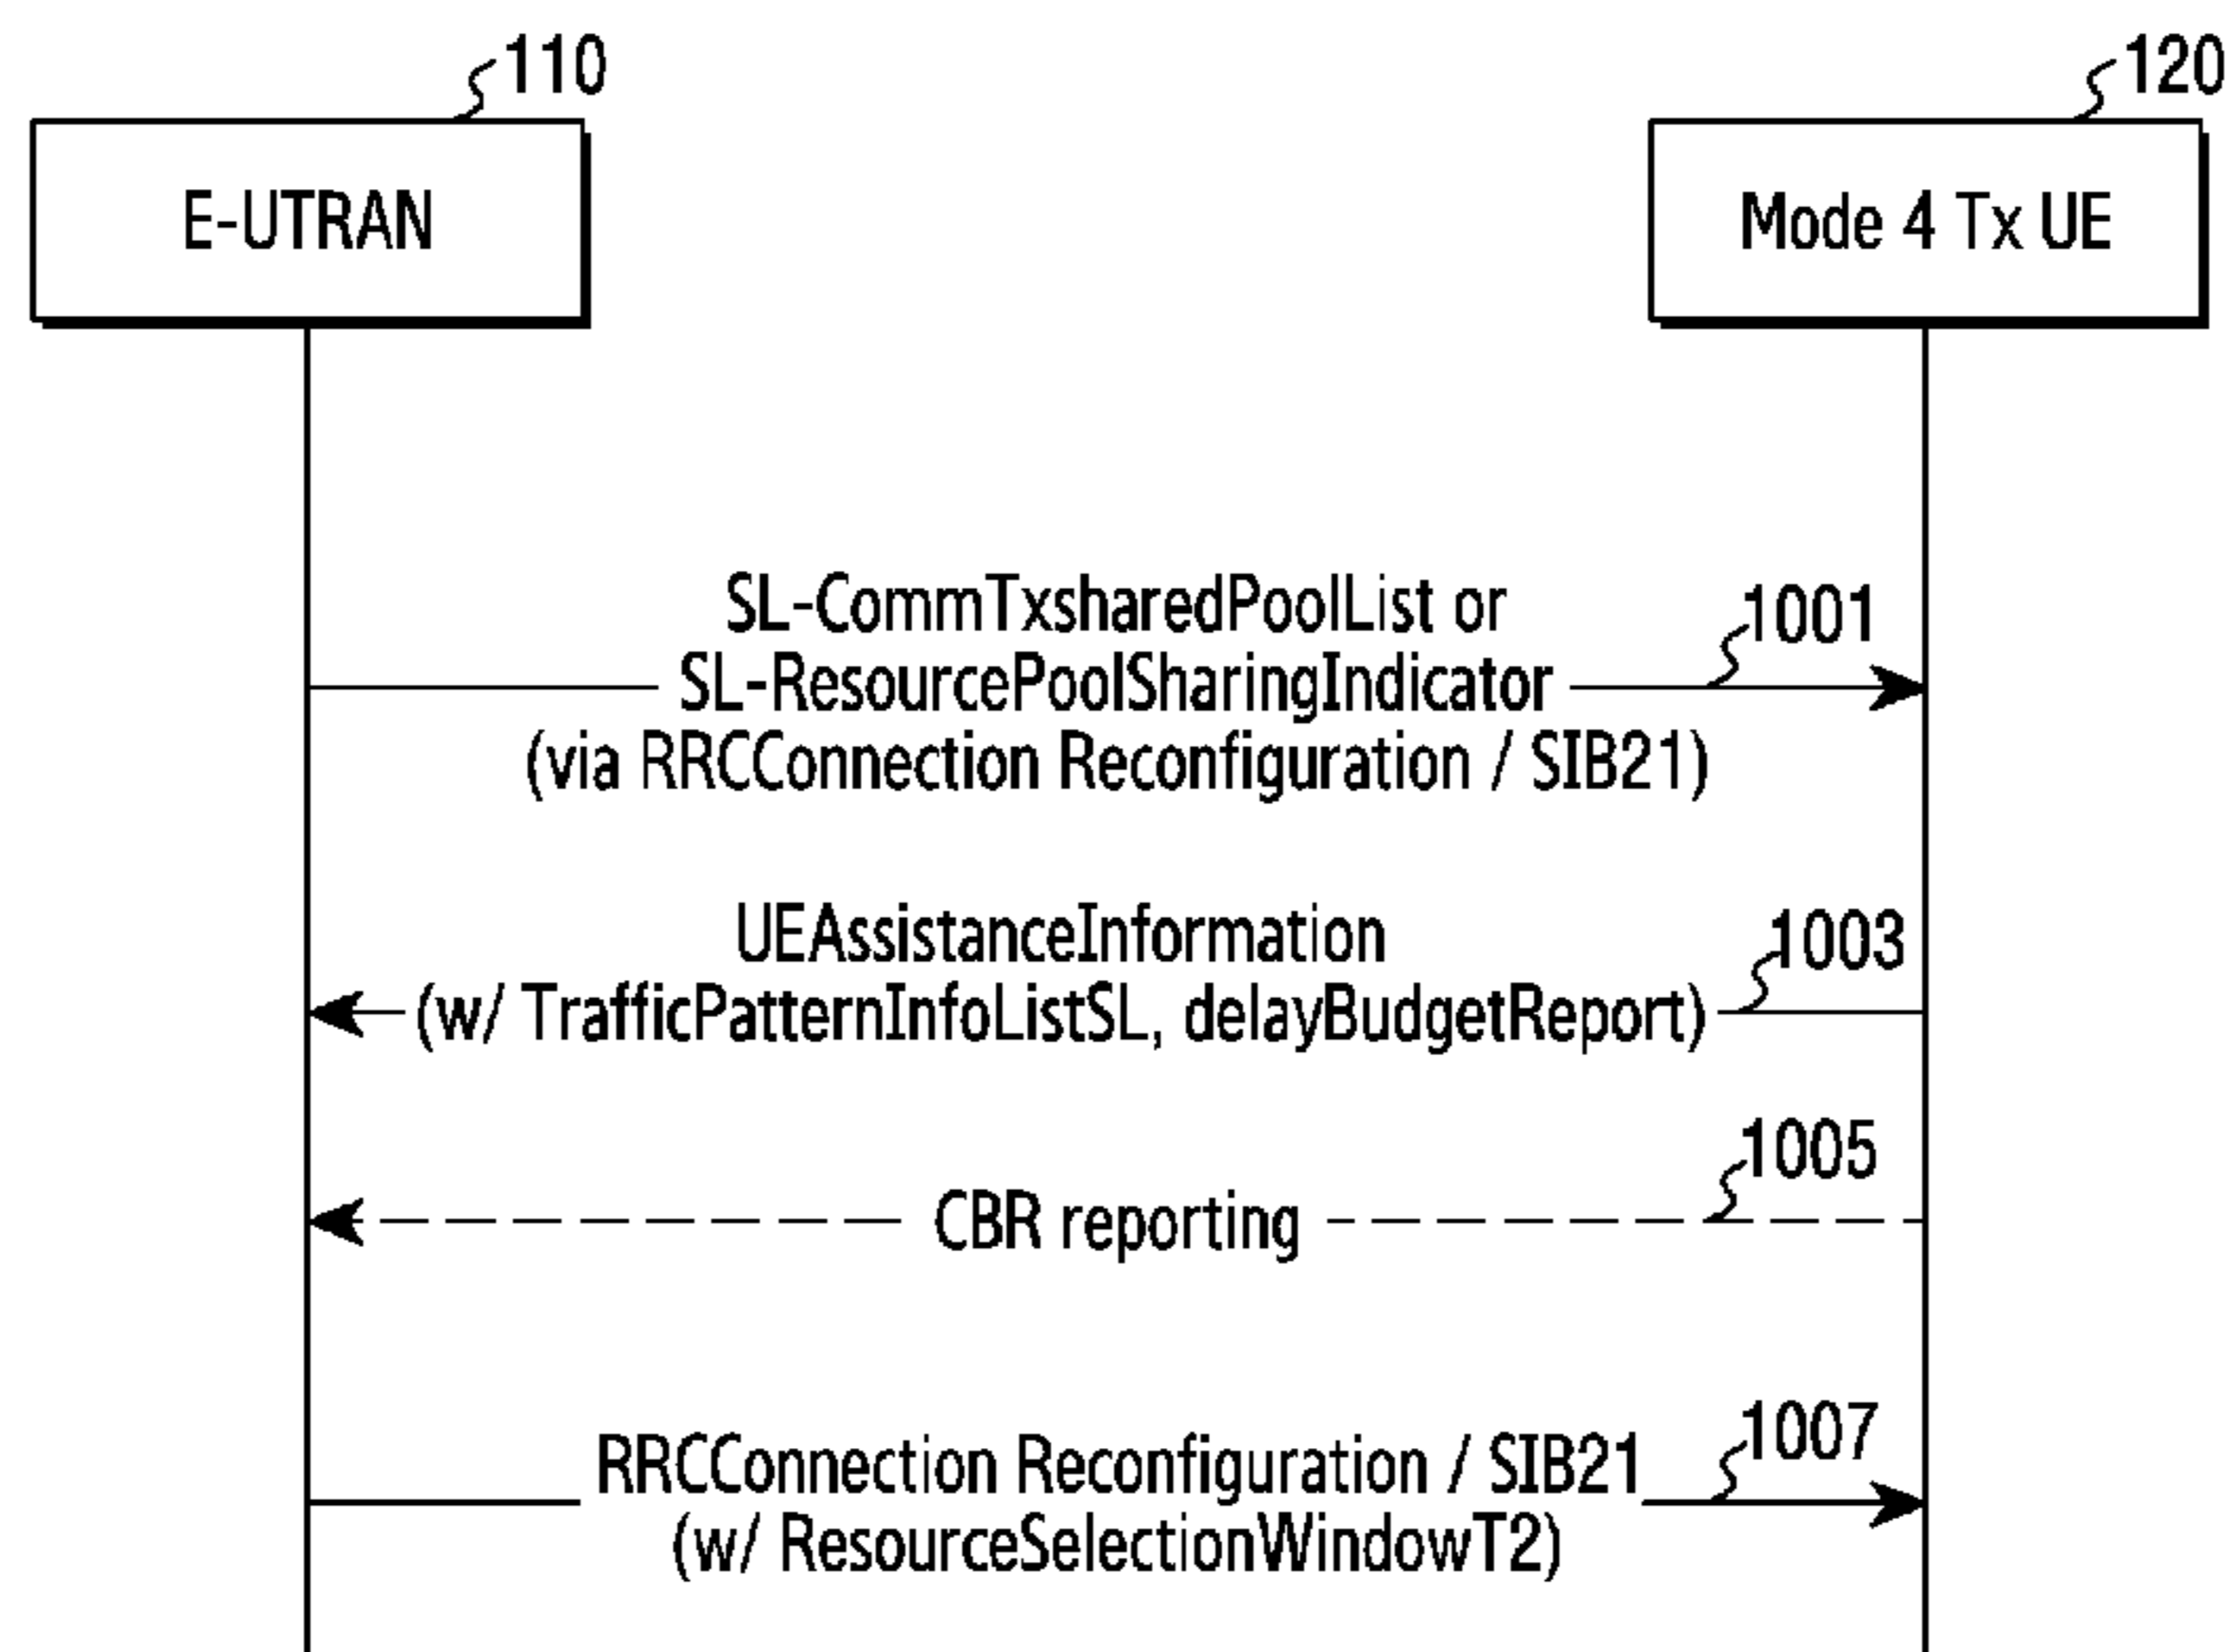 110
120
E-UTRAN
Mode 4 Tx UE
SL-CommTxsharedPoolList or
1001
SL-ResourcePoolSharingIndicator
(via RRCConnection Reconfiguration / SIB21)
UEAssistanceInformation
1003
(w/ TrafficPatternInfoListSL, delayBudgetReport)
1005
CBR reporting
1007
RRCConnection Reconfiguration / SIB21
(w/ ResourceSelectionWindowT2)